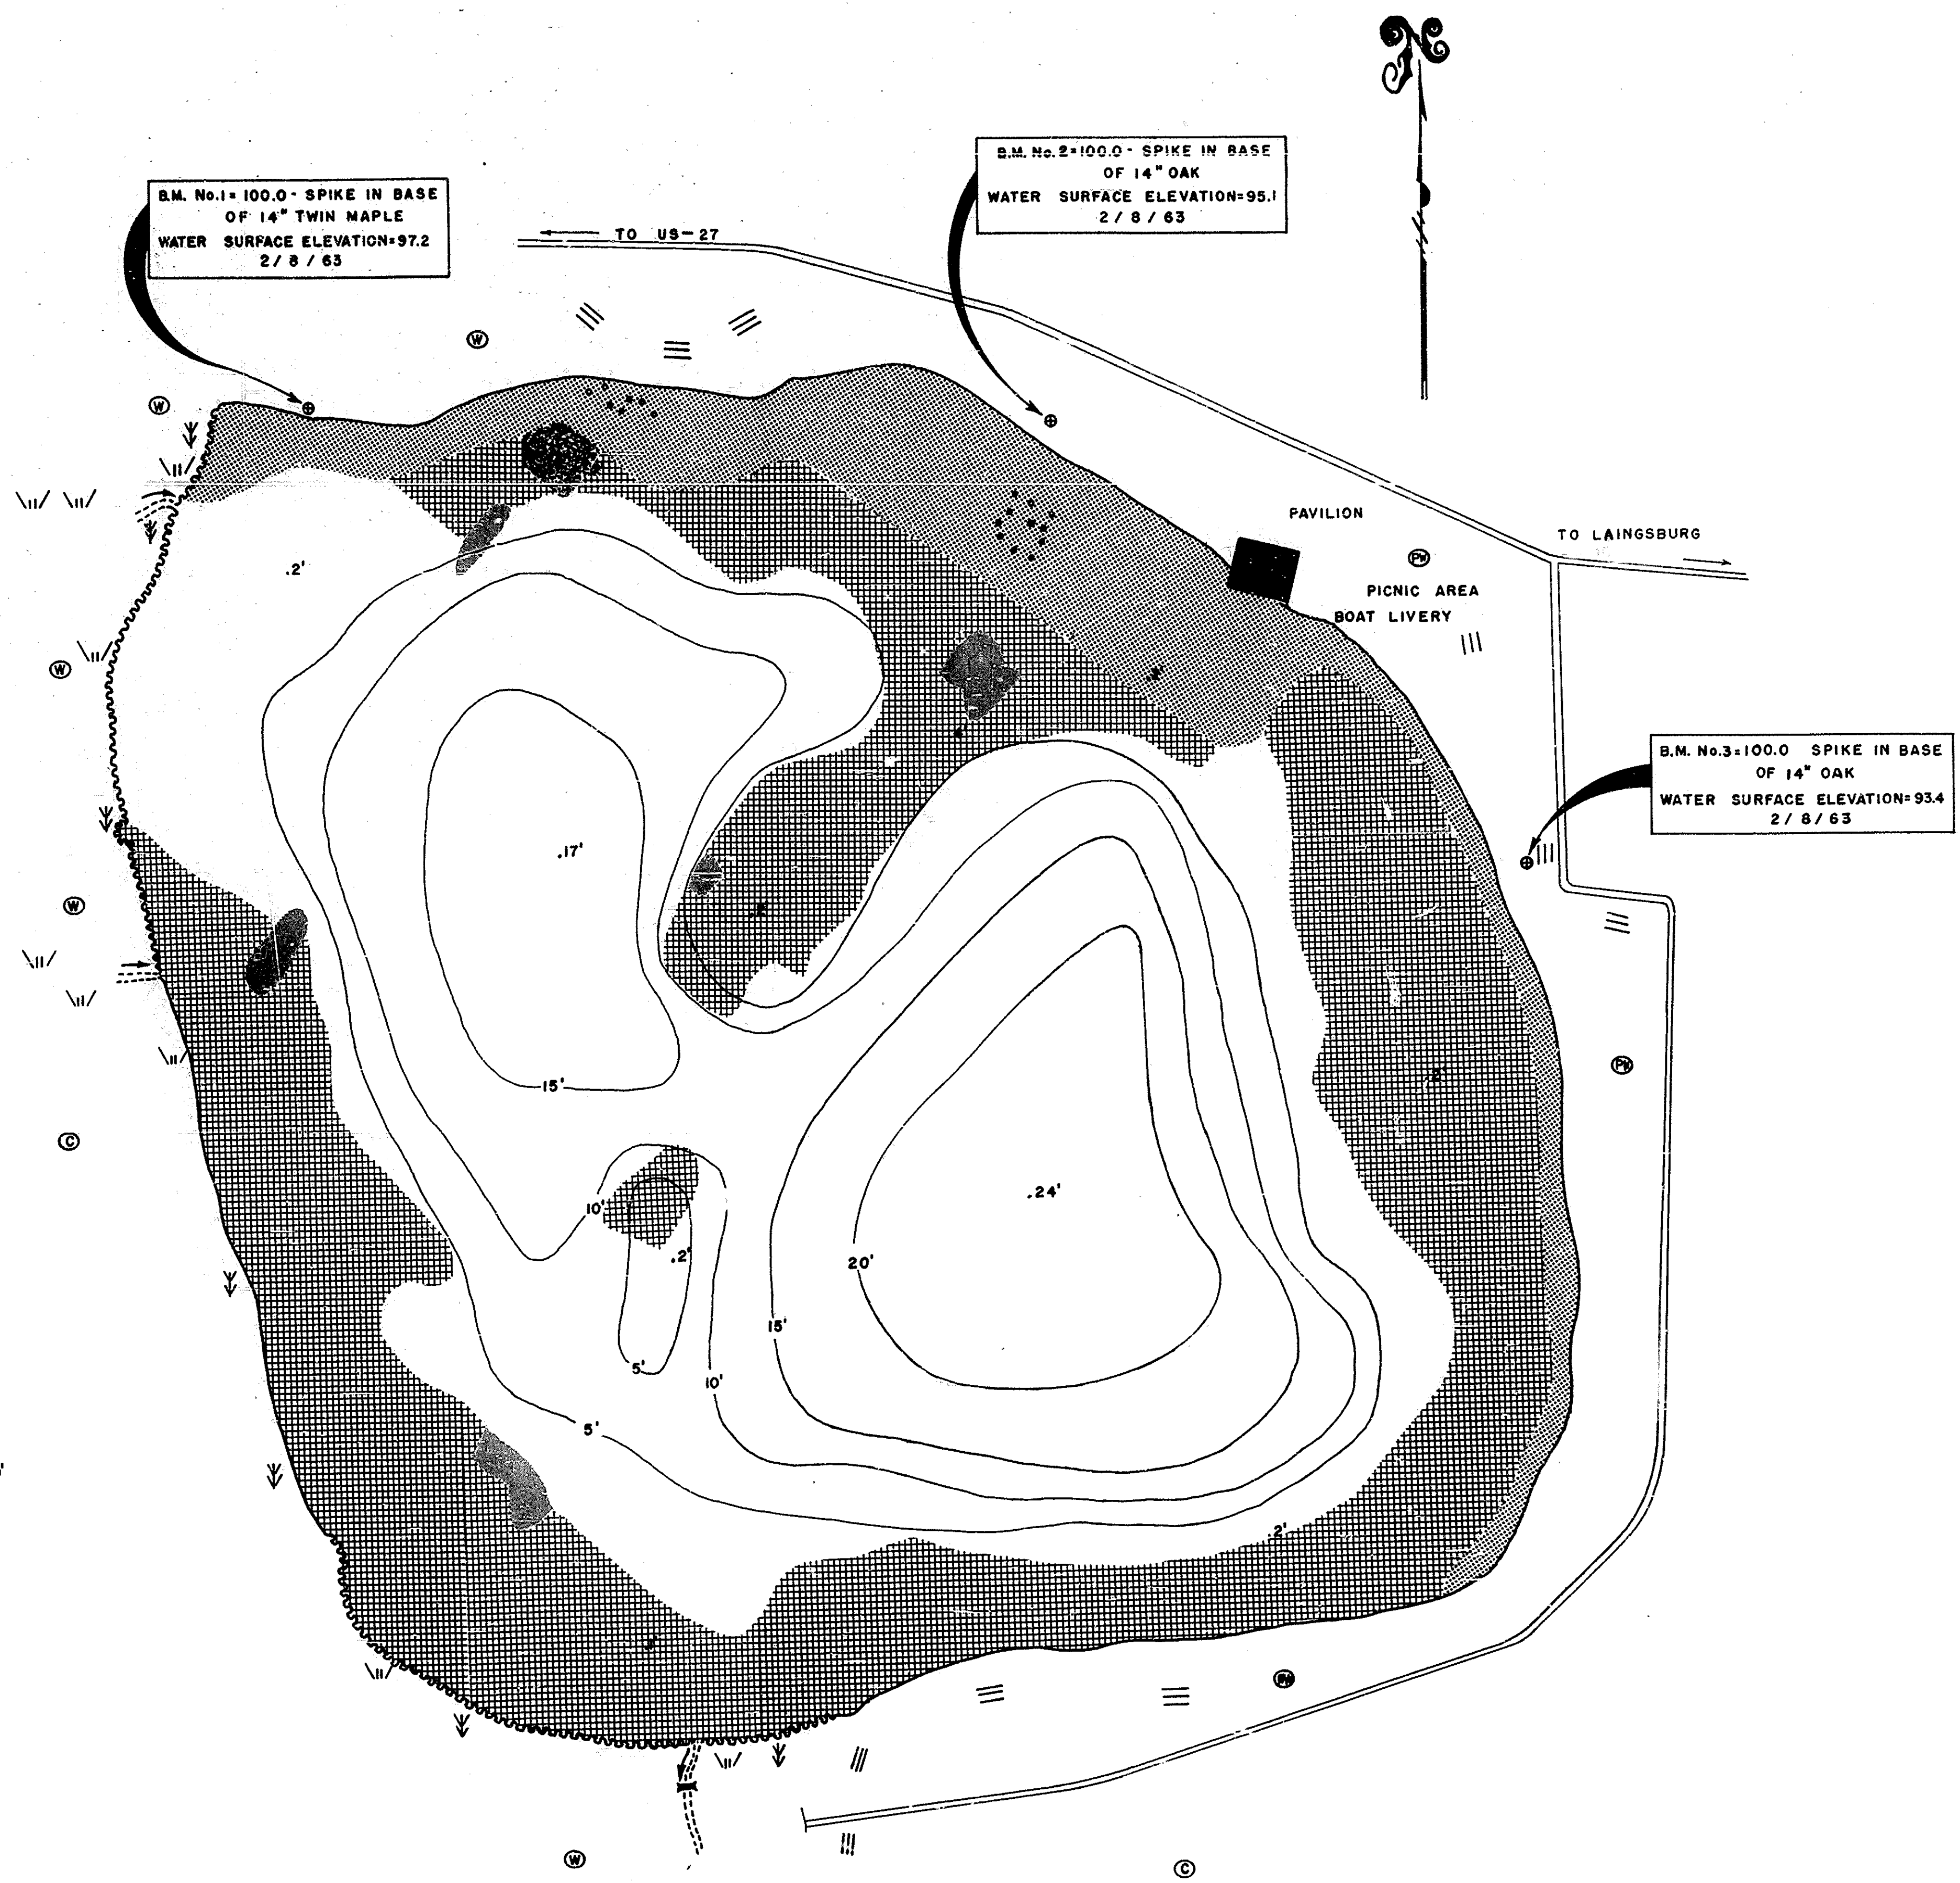 B.M. No.1=100.0- SPIKE IN BASE
OF 14" TWIN MAPLE
WATER SURFACE ELEVATION=97.2
2/8/63
B.M. No.2=100.0- SPIKE IN BASE
OF 14" OAK
WATER SURFACE ELEVATION=95.1
2/8/63
TO US-27
W
W
PAVILION
TO LAINGSBURG
PW
PICNIC AREA
BOAT LIVERY
.2'
W
B.M. No.3=100.0 SPIKE IN BASE
OF 14" OAK
WATER SURFACE ELEVATION=93.4
2/8/63
.17'
W
.2'
15'
.2'
PW
C
10'
.24'
.2'
20'
15'
5'
10'
5'
.2'
W
C